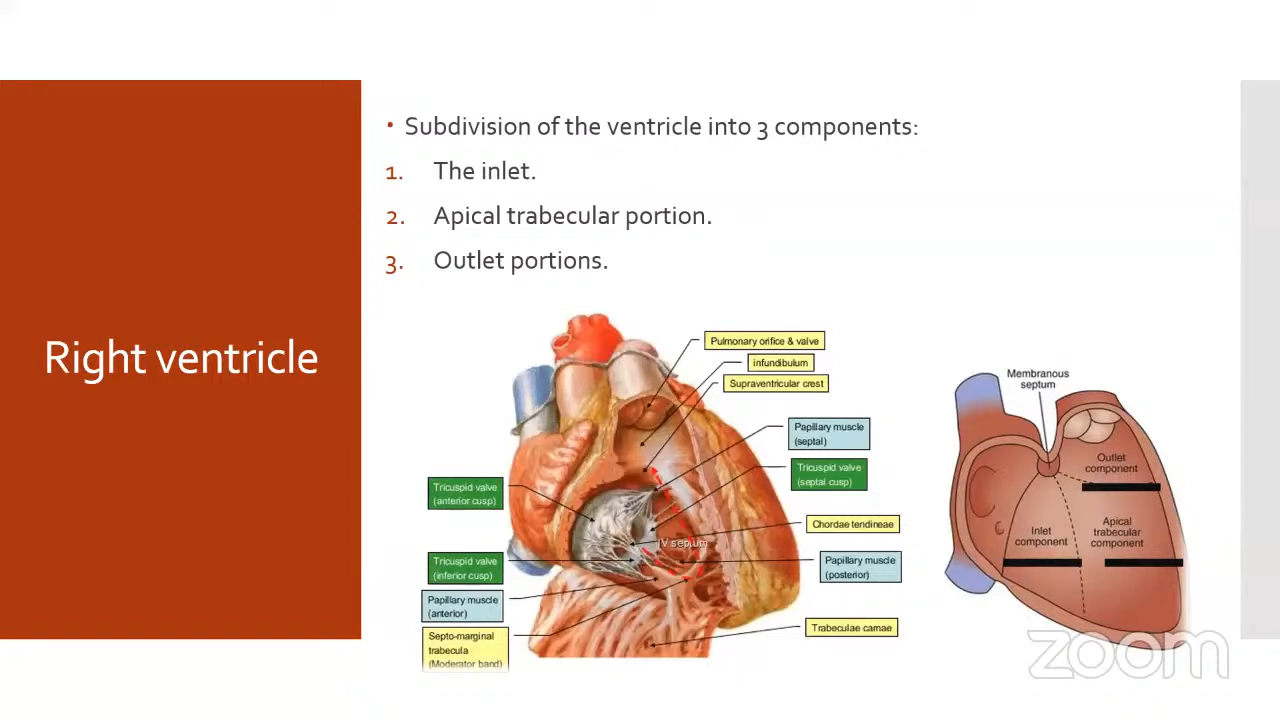 Right ventricle
• Subdivision of the ventricle into 3 components:
1. The inlet.
2. Apical trabecular portion.
3. Outlet portions.
Pulmonary orifice & valve
infundibulum
Supraventricular crest
Papillary muscle
(septal)
Tricuspid valve
(septal cusp)
Chordae tendineae
Papillary muscle
(posterior)
Trabeculae carnae
Tricuspid valve
(anterior cusp)
Tricuspid valve
(inferior cusp)
Papillary muscle
(anterior)
Septo-marginal
trabecula
(Moderator band)
IV septum
Membranous
septum
Outlet
component
Inlet
component
Apical
trabecular
component
zoom